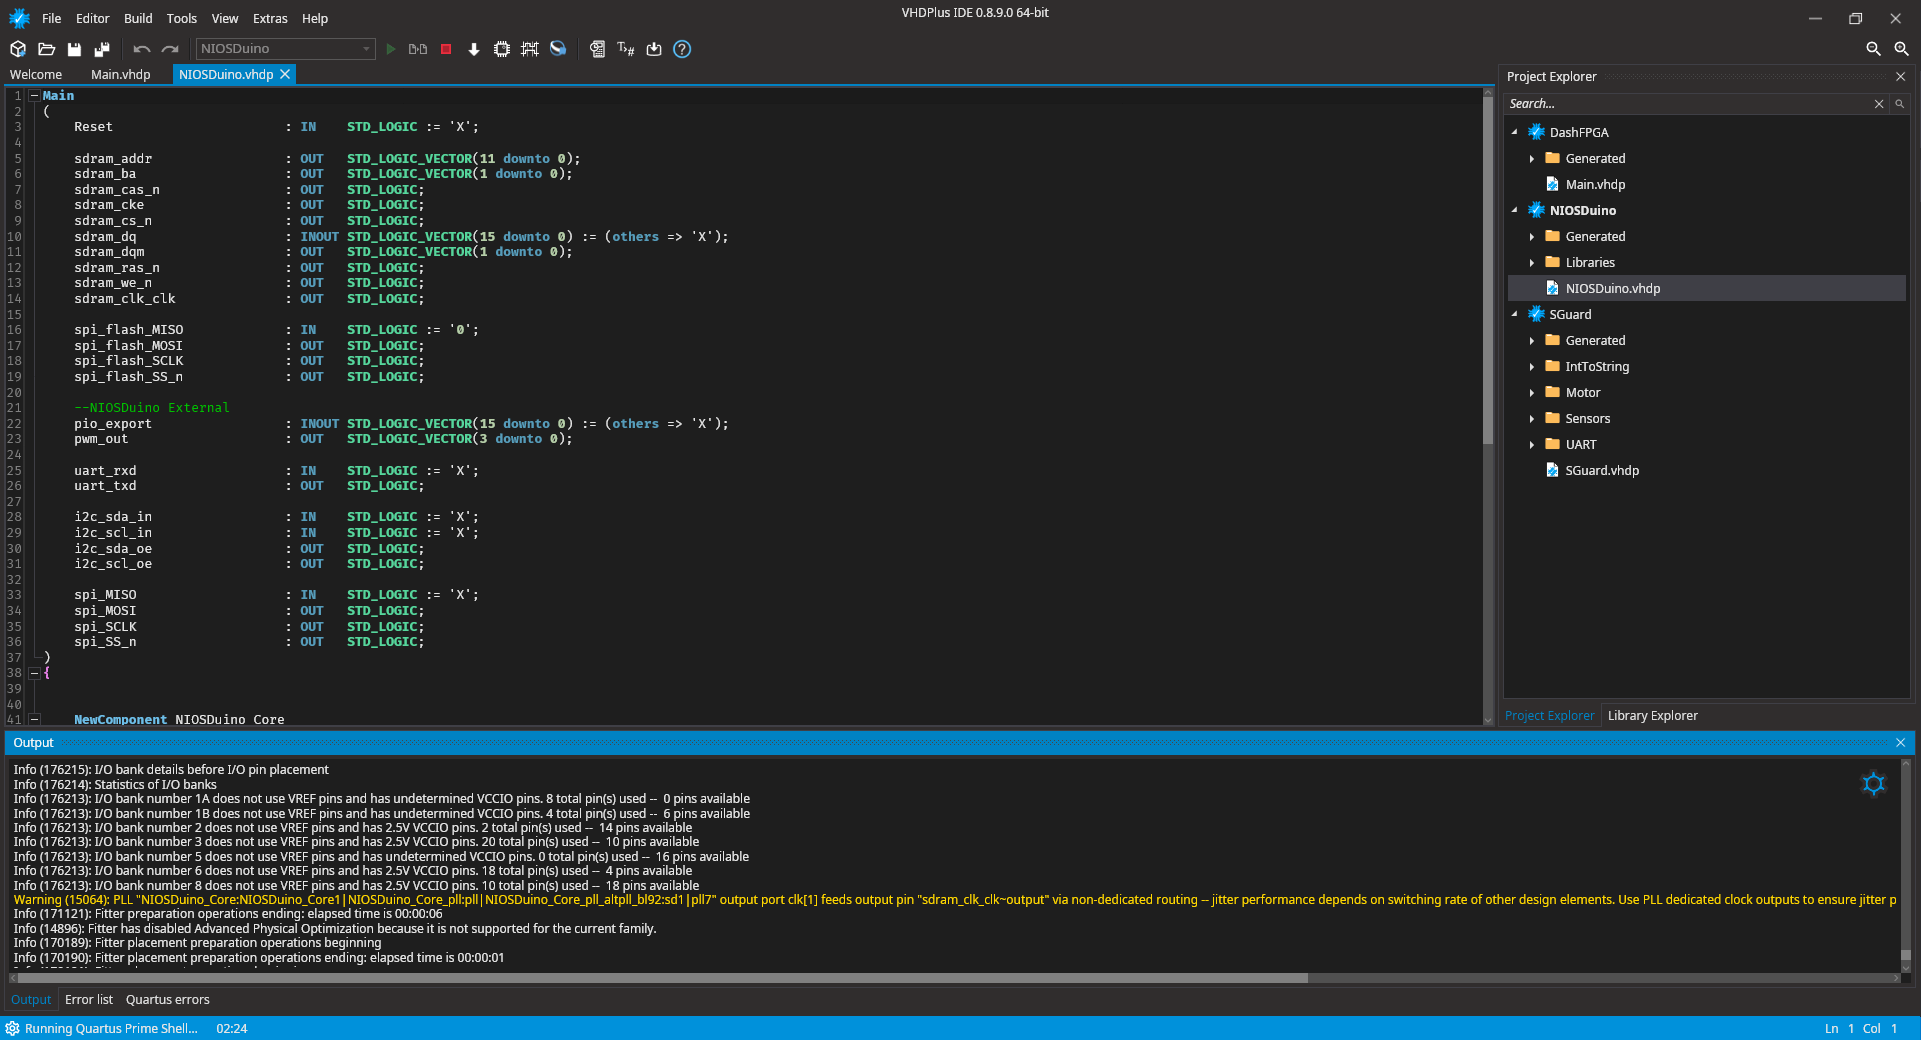 File Editor Build Tools View Extras Help
VHDPlus IDE 0.8.9.0 64-bit
NIOSDuino
Welcome Main.vhdp NIOSDuino.vhdp
1 Main
2 (
3 Reset : IN STD_LOGIC := 'X';
4
5 sdram_addr : OUT STD_LOGIC_VECTOR(11 downto 0);
6 sdram_ba : OUT STD_LOGIC_VECTOR(1 downto 0);
7 sdram_cas_n : OUT STD_LOGIC;
8 sdram_cke : OUT STD_LOGIC;
9 sdram_cs_n : OUT STD_LOGIC;
10 sdram_dq : INOUT STD_LOGIC_VECTOR(15 downto 0) := (others => 'X');
11 sdram_dqm : OUT STD_LOGIC_VECTOR(1 downto 0);
12 sdram_ras_n : OUT STD_LOGIC;
13 sdram_we_n : OUT STD_LOGIC;
14 sdram_clk_clk : OUT STD_LOGIC;
15
16 spi_flash_MISO : IN STD_LOGIC := '0';
17 spi_flash_MOSI : OUT STD_LOGIC;
18 spi_flash_SCLK : OUT STD_LOGIC;
19 spi_flash_SS_n : OUT STD_LOGIC;
20
21 --NIOSDuino External
22 pio_export : INOUT STD_LOGIC_VECTOR(15 downto 0) := (others => 'X');
23 pwm_out : OUT STD_LOGIC_VECTOR(3 downto 0);
24
25 uart_rxd : IN STD_LOGIC := 'X';
26 uart_txd : OUT STD_LOGIC;
27
28 i2c_sda_in : IN STD_LOGIC := 'X';
29 i2c_scl_in : IN STD_LOGIC := 'X';
30 i2c_sda_oe : OUT STD_LOGIC;
31 i2c_scl_oe : OUT STD_LOGIC;
32
33 spi_MISO : IN STD_LOGIC := 'X';
34 spi_MOSI : OUT STD_LOGIC;
35 spi_SCLK : OUT STD_LOGIC;
36 spi_SS_n : OUT STD_LOGIC;
37 )
38 {
39
40
41 NewComponent NIOSDuino_Core
Project Explorer
Search...
DashFPGA
Generated
Main.vhdp
NIOSDuino
Generated
Libraries
NIOSDuino.vhdp
SGuard
Generated
IntToString
Motor
Sensors
UART
SGuard.vhdp
Project Explorer Library Explorer
Output
Info (176215): I/O bank details before I/O pin placement
Info (176214): Statistics of I/O banks
Info (176213): I/O bank number 1A does not use VREF pins and has undetermined VCCIO pins. 8 total pin(s) used -- 0 pins available
Info (176213): I/O bank number 1B does not use VREF pins and has undetermined VCCIO pins. 4 total pin(s) used -- 6 pins available
Info (176213): I/O bank number 2 does not use VREF pins and has 2.5V VCCIO pins. 2 total pin(s) used -- 14 pins available
Info (176213): I/O bank number 3 does not use VREF pins and has 2.5V VCCIO pins. 20 total pin(s) used -- 10 pins available
Info (176213): I/O bank number 5 does not use VREF pins and has undetermined VCCIO pins. 0 total pin(s) used -- 16 pins available
Info (176213): I/O bank number 6 does not use VREF pins and has 2.5V VCCIO pins. 18 total pin(s) used -- 4 pins available
Info (176213): I/O bank number 8 does not use VREF pins and has 2.5V VCCIO pins. 10 total pin(s) used -- 18 pins available
Warning (15064): PLL "NIOSDuino_Core:NIOSDuino_Core1|NIOSDuino_Core_pll:pll|NIOSDuino_Core_pll_altpll_bl92:sd1|pll7" output port clk[1] feeds output pin "sdram_clk_clk~output" via non-dedicated routing -- jitter performance depends on switching rate of other design elements. Use PLL dedicated clock outputs to ensure jitter p
Info (171121): Fitter preparation operations ending: elapsed time is 00:00:06
Info (14896): Fitter has disabled Advanced Physical Optimization because it is not supported for the current family.
Info (170189): Fitter placement preparation operations beginning
Info (170190): Fitter placement preparation operations ending: elapsed time is 00:00:01
Output Error list Quartus errors
Running Quartus Prime Shell... 02:24
Ln 1 Col 1